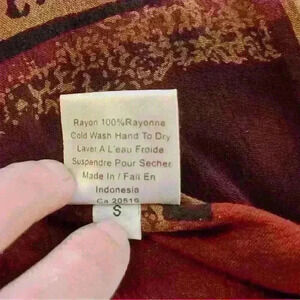 Rayon 100%Rayonne
Cold Wash Hand To Dry
Laver A L'eau Froide
Suspendre Pour Secher
Made In / Fait En
Indonesia
Ca 20519
S